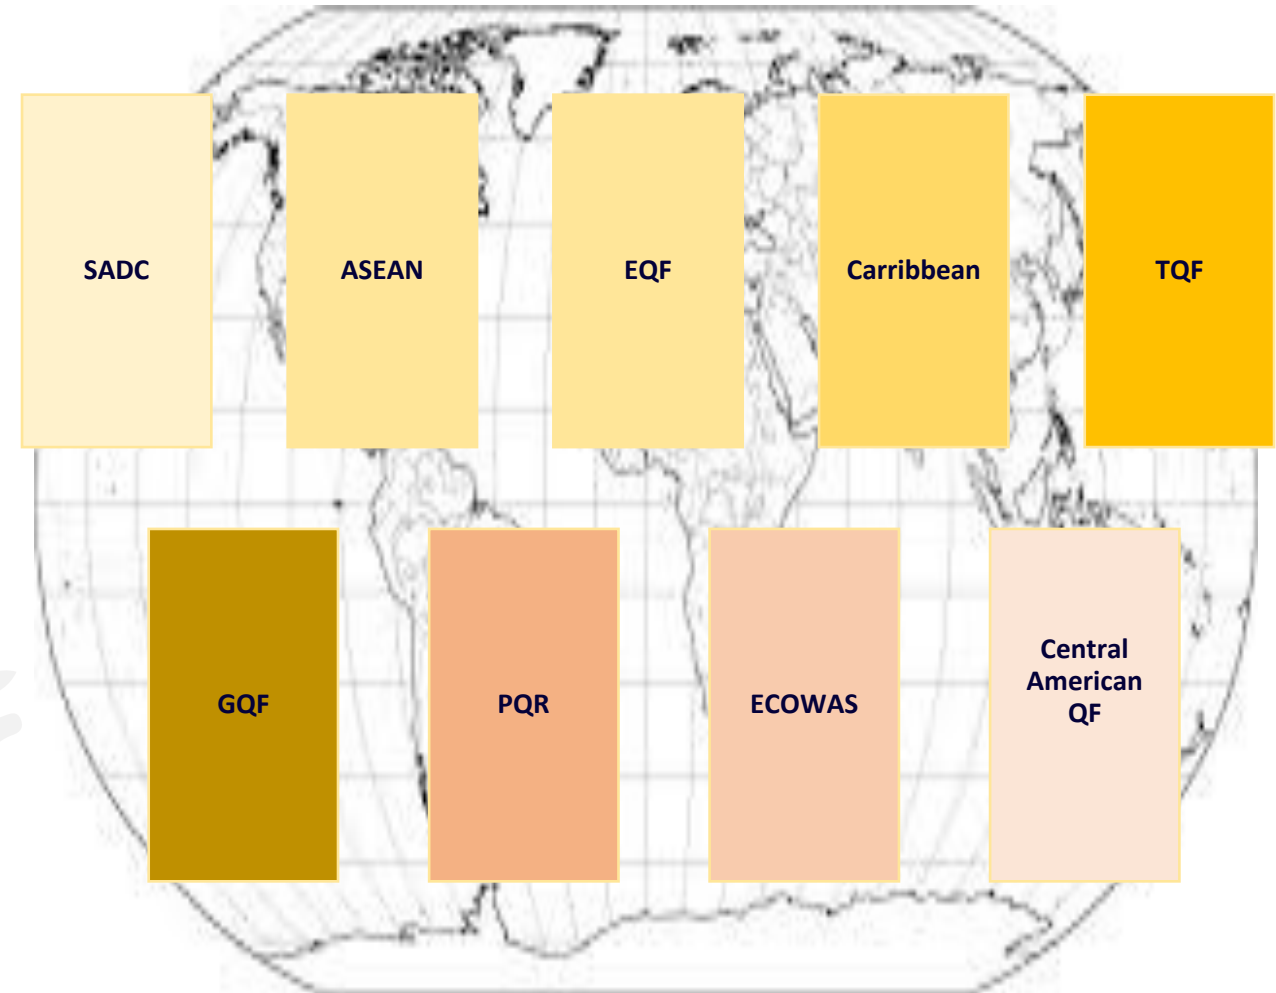 SADC
ASEAN
EQF
Carribbean
TQF
GQF
PQR
ECOWAS
Central
American
QF